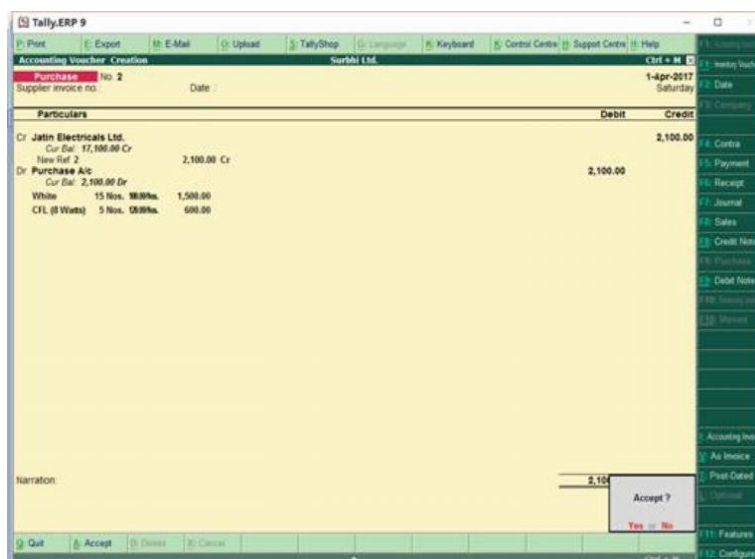 Tally.ERP 9
P: Print E: Export M: E-Mail O: Upload S: TallyShop G: Language K: Keyboard K: Control Centre H: Support Centre H: Help
Accounting Voucher Creation Surbhi Ltd. Ctrl + M
Purchase No. 2 1-Apr-2017
Supplier invoice no.: Date : Saturday
Particulars Debit Credit
Cr Jatin Electricals Ltd. 2,100.00
Cur Bal: 17,100.00 Cr
New Ref 2 2,100.00 Cr
Dr Purchase A/c 2,100.00
Cur Bal: 2,100.00 Dr
White 15 Nos. 1,500.00
CFL (8 Watts) 5 Nos. 600.00
Narration:
Accept ?
Yes or No
Q: Quit A: Accept D: Delete X: Cancel
F2: Date
F3: Company
F4: Contra
F5: Payment
F6: Receipt
F7: Journal
F8: Sales
F8: Credit Note
F9: Purchase
F9: Debit Note
F10: Memos
Accounting
V: As Invoice
T: Post-Dated
L: Optional
F11: Features
F12: Configure